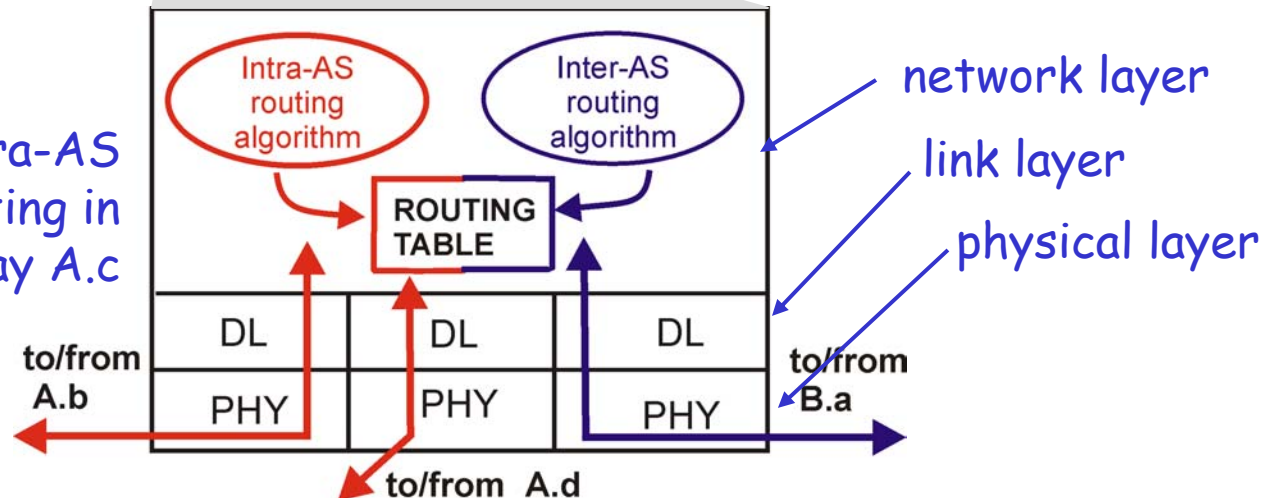 Intra-AS
routing
algorithm
Inter-AS
routing
algorithm
network layer
link layer
physical layer
ra-AS
ting in
ay A.c
ROUTING
TABLE
DL
DL
DL
to/from
A.b
to/from
B.a
PHY
PHY
PHY
to/from A.d